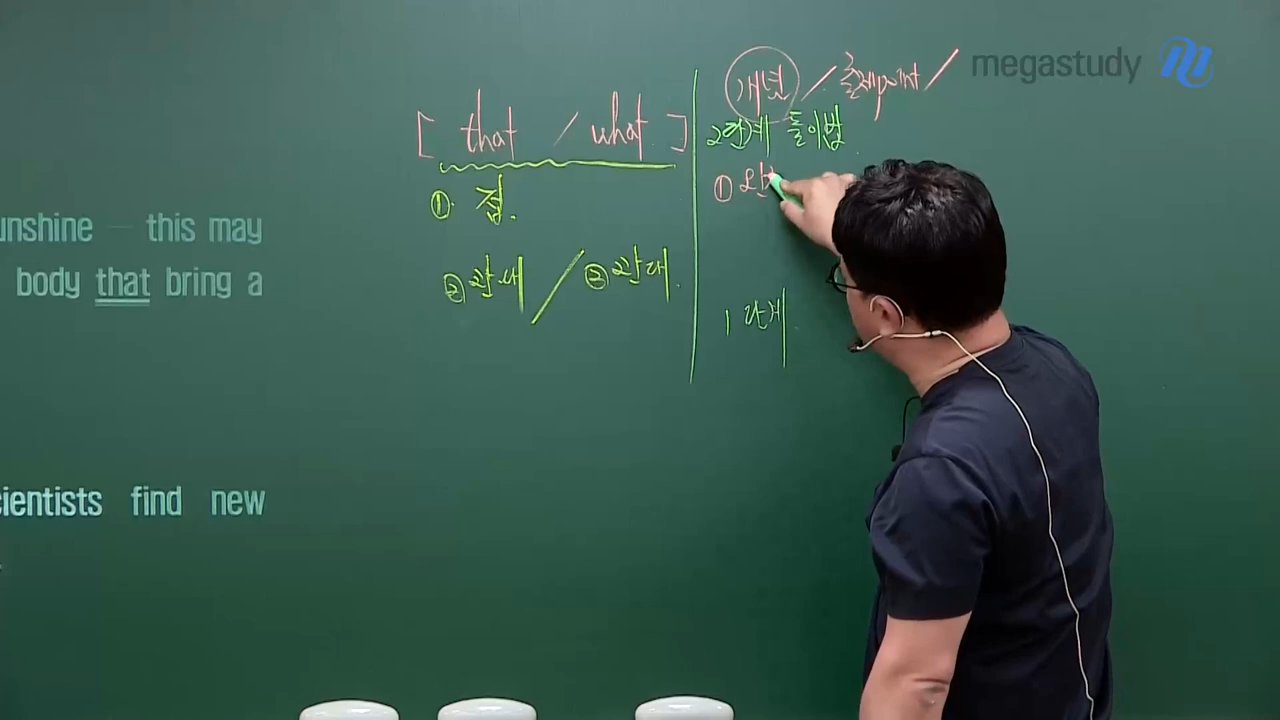 megastudy
개념 / 출제point /
[ that / what ]
2단계 풀이법
① 접.
① 완
② 관.대 / ② 관대.
1단계.
unshine — this may
body that bring a
cientists find new